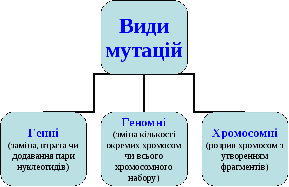 Види
мутацій
Генні
(заміна, втрата чи
додавання пари
нуклеотидів)
Геномні
(зміна кількості
окремих хромосом
чи всього
хромосомного
набору)
Хромосомні
(розрив хромосом з
утворенням
фрагментів)